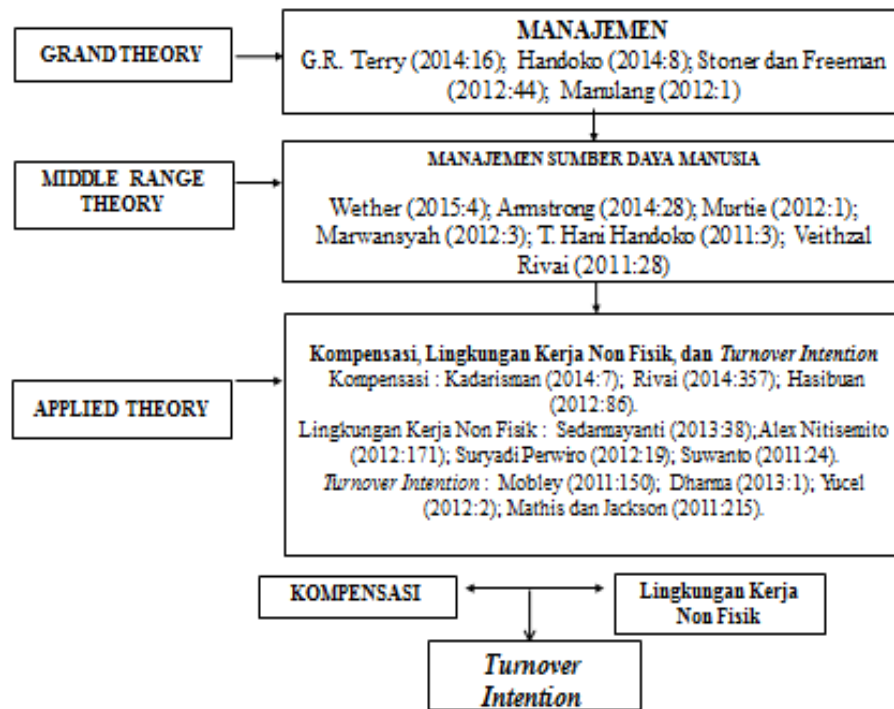 GRAND THEORY
MANAJEMEN
G.R. Terry (2014:16); Handoko (2014:8); Stoner dan Freeman
(2012:44); Manulang (2012:1)
MIDDLE RANGE
THEORY
MANAJEMEN SUMBER DAYA MANUSIA
Wether (2015:4); Armstrong (2014:28); Murtie (2012:1);
Marwansyah (2012:3); T. Hani Handoko (2011:3); Veithzal
Rivai (2011:28)
APPLIED THEORY
Kompensasi, Lingkungan Kerja Non Fisik, dan Turnover Intention
Kompensasi : Kadarisman (2014:7); Rivai (2014:357); Hasibuan
(2012:86).
Lingkungan Kerja Non Fisik : Sedarmayanti (2013:38);Alex Nitisemito
(2012:171); Suryadi Perwiro (2012:19); Suwanto (2011:24).
Turnover Intention : Mobley (2011:150); Dharma (2013:1); Yucel
(2012:2); Mathis dan Jackson (2011:215).
KOMPENSASI
Lingkungan Kerja
Non Fisik
Turnover
Intention